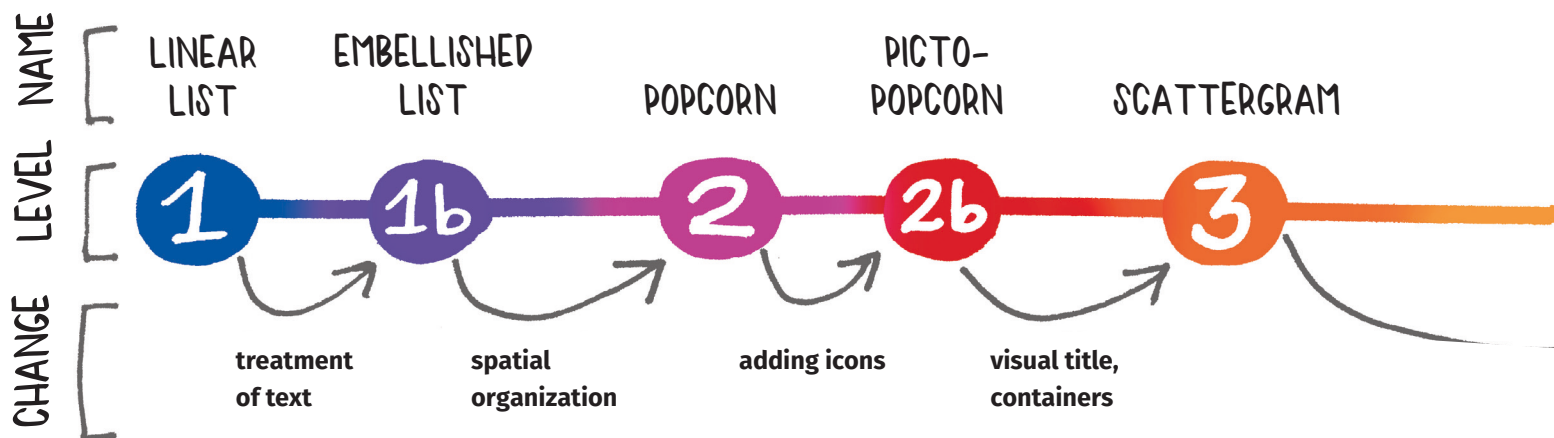 NAME
LINEAR
LIST
EMBELLISHED
LIST
POPCORN
PICTO-
POPCORN
SCATTERGRAM
LEVEL
1
1b
2
2b
3
CHANGE
treatment
of text
spatial
organization
adding icons
visual title,
containers